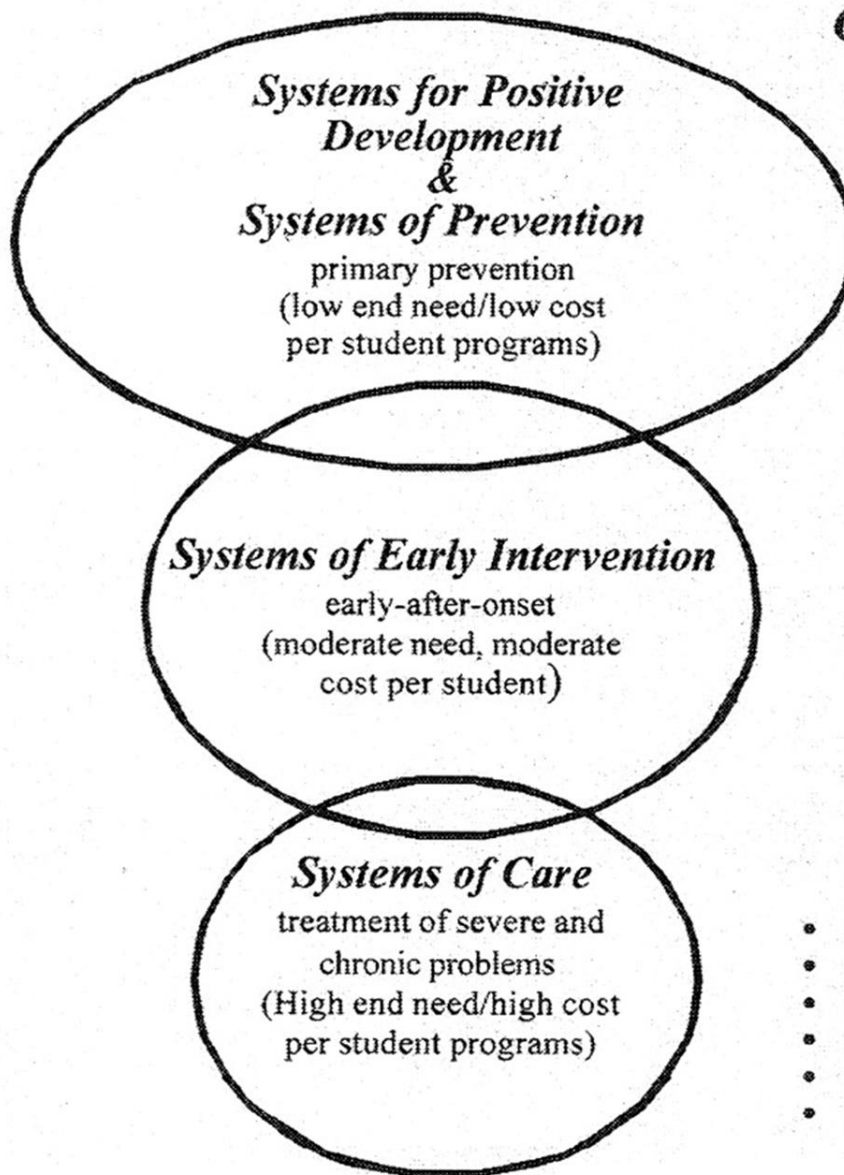 Systems for Positive
Development
&
Systems of Prevention
primary prevention
(low end need/low cost
per student programs)
Systems of Early Intervention
early-after-onset
(moderate need, moderate
cost per student)
Systems of Care
treatment of severe and
chronic problems
(High end need/high cost
per student programs)